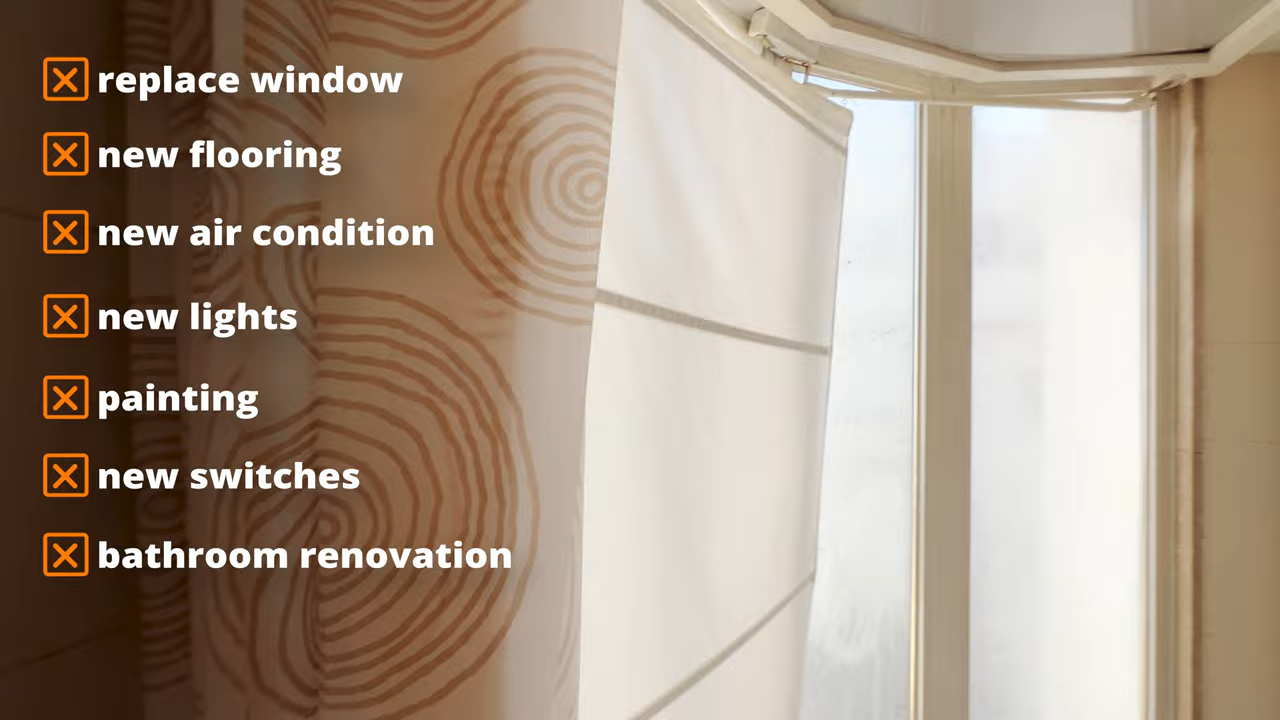 replace window
new flooring
new air condition
new lights
painting
new switches
bathroom renovation